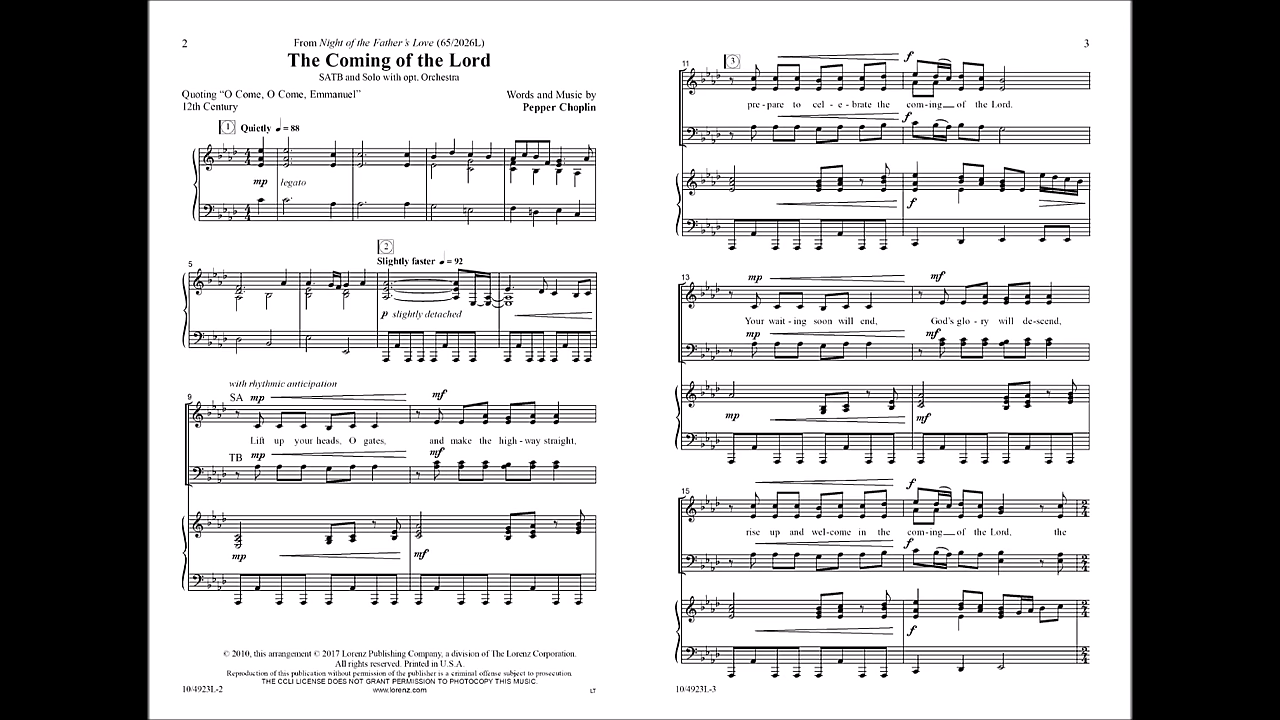 2
From Night of the Father's Love (65/2026L)
The Coming of the Lord
SATB and Solo with opt. Orchestra
Quoting "O Come, O Come, Emmanuel"
12th Century
Words and Music by
Pepper Choplin
1 Quietly ♩ = 88
mp legato
5
2
Slightly faster ♩ = 92
p slightly detached
with rhythmic anticipation
9
SA mp mf
Lift up your heads, O gates, and make the high - way straight,
TB mp mf
mp mf
© 2010, this arrangement © 2017 Lorenz Publishing Company, a division of The Lorenz Corporation.
All rights reserved. Printed in U.S.A.
Reproduction of this publication without permission of the publisher is a criminal offense subject to prosecution.
THE CCLI LICENSE DOES NOT GRANT PERMISSION TO PHOTOCOPY THIS MUSIC.
www.lorenz.com
10/4923L-2
LT
3
11
3
f
pre - pare to cel - e - brate the com - ing of the Lord.
f
f
13
mp mf
Your wait - ing soon will end, God's glo - ry will de - scend,
mp mf
mp mf
15
f
rise up and wel - come in the com - ing of the Lord, the
f
f
10/4923L-3